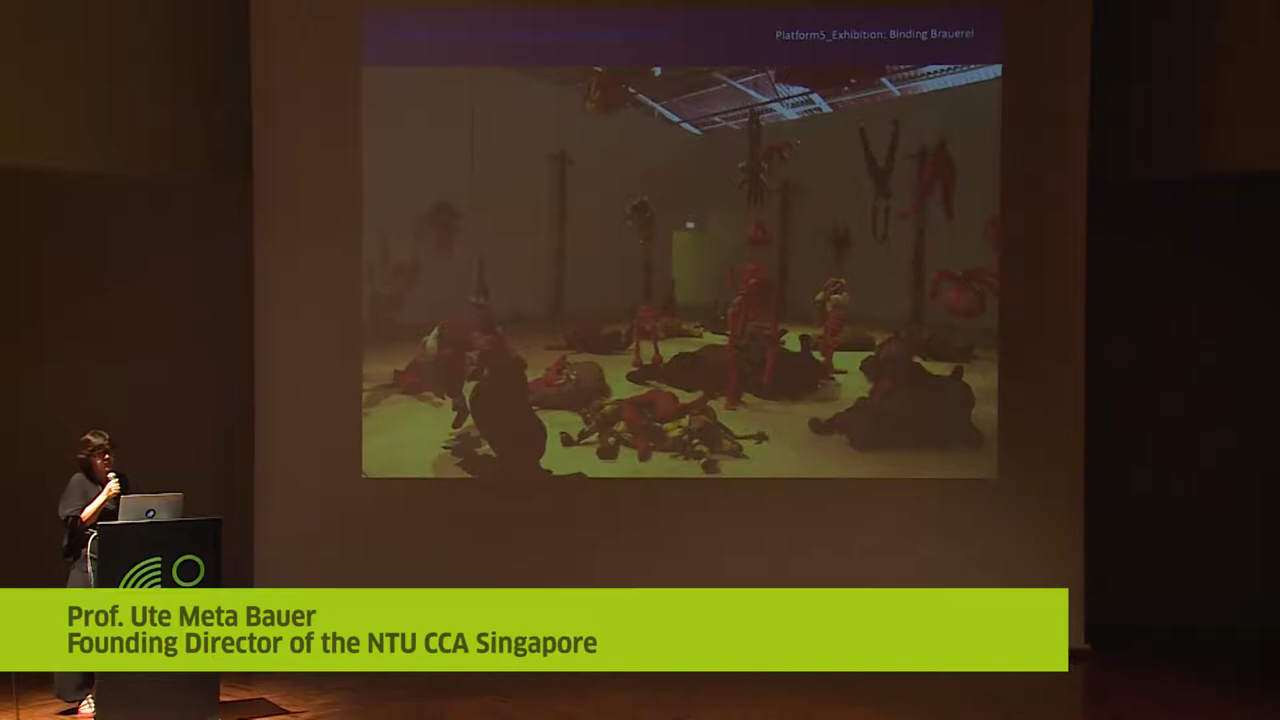 Platform5_Exhibition: Binding Brauerei
Prof. Ute Meta Bauer
Founding Director of the NTU CCA Singapore